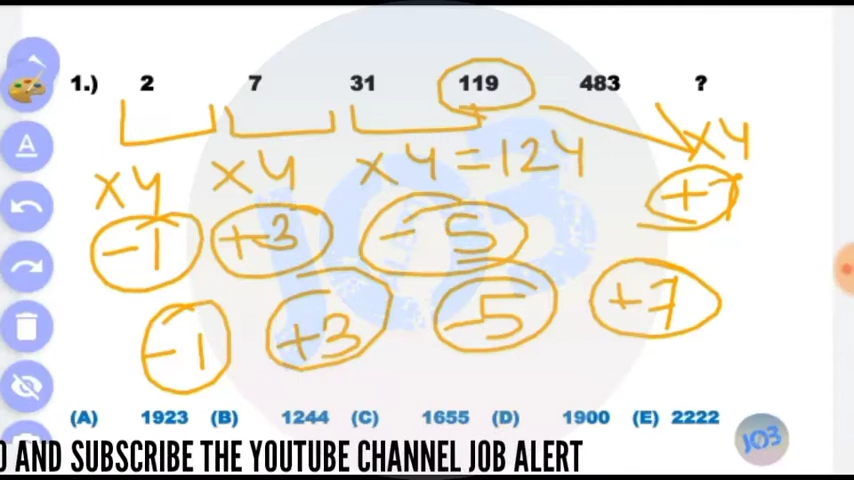 1.) 2 7 31 119 483 ?
×4 ×4 ×4 =124 ×4
-1 +3 -5 +7
-1 +3 -5 +7
(A) 1923 (B) 1244 (C) 1655 (D) 1900 (E) 2222
JO3
AND SUBSCRIBE THE YOUTUBE CHANNEL JOB ALERT